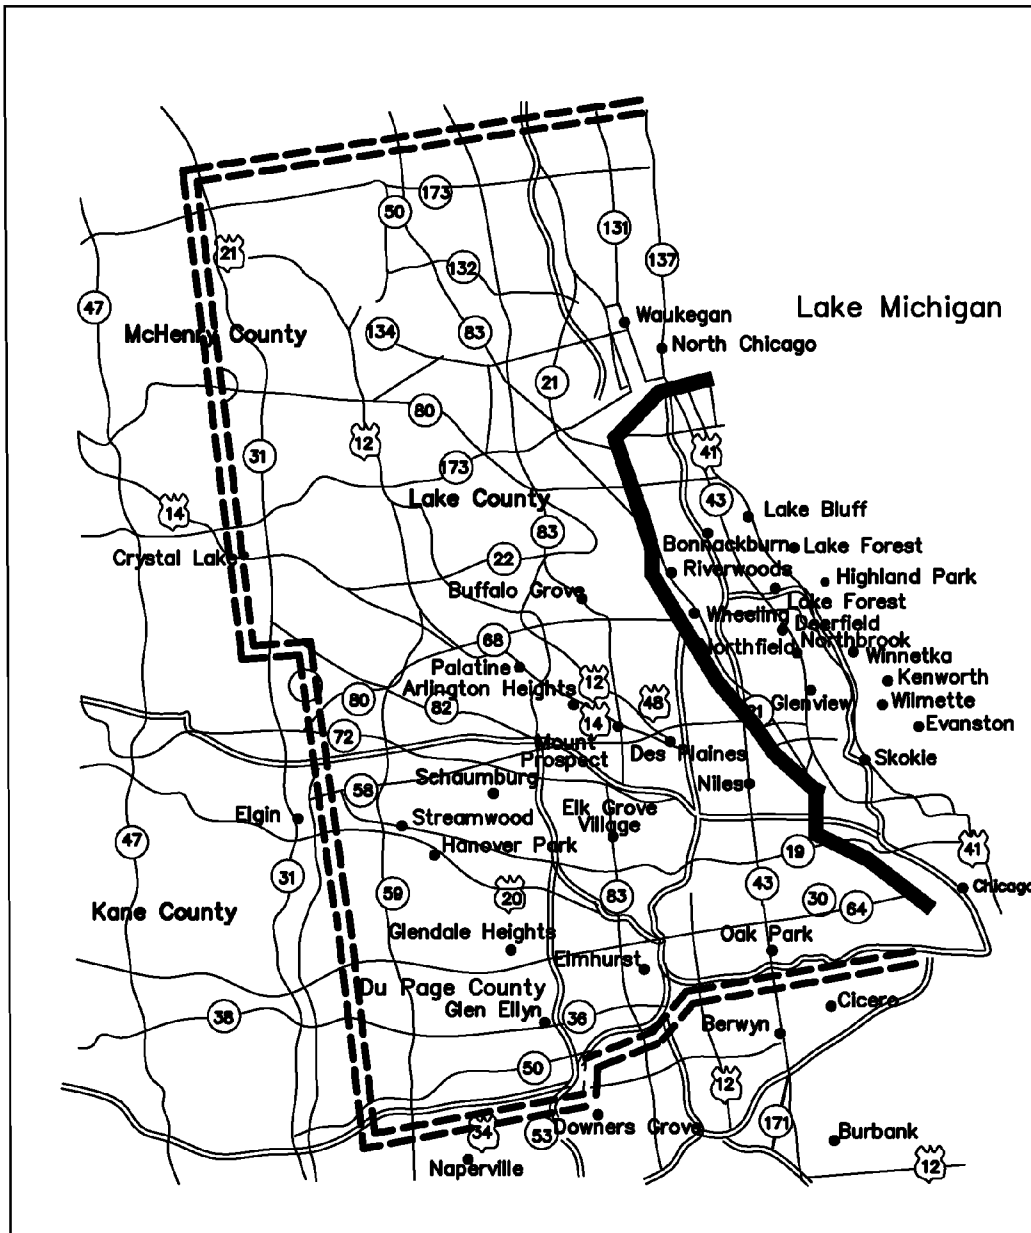 173
50
131
21
137
132
47
Lake Michigan
Waukegan
McHenry County
134
83
North Chicago
21
80
12
41
31
173
43
Lake County
14
Lake Bluff
83
Bonnackburn
Lake Forest
Crystal Lake
22
Riverwoods
Highland Park
Buffalo Grove
Lake Forest
Wheeling
Deerfield
68
Northfield
Northbrook
Winnetka
Palatine
12
Kenworth
Arlington Heights
80
48
Glenview
Wilmette
82
14
21
Evanston
72
Mount
Prospect
Des Plaines
Skokie
Schaumburg
58
Niles
Elgin
Streamwood
Elk Grove
Village
47
Hanover Park
19
41
31
59
20
83
43
30
64
Chicago
Kane County
Glendale Heights
Oak Park
Elmhurst
Du Page County
38
Glen Ellyn
36
Berwyn
Cicero
50
12
34
53
Downers Grove
171
Burbank
Naperville
12